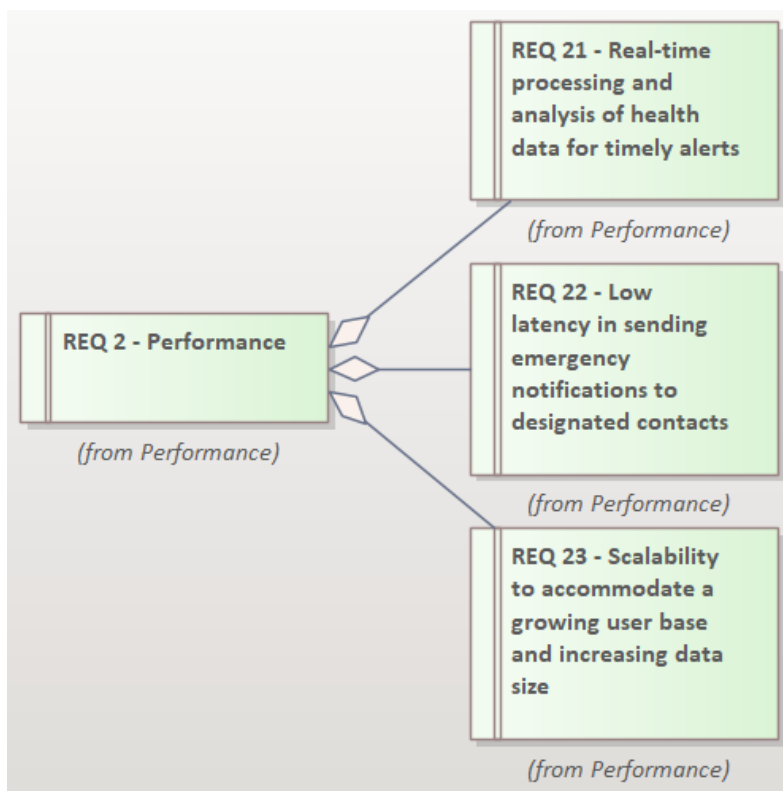 REQ 21 - Real-time
processing and
analysis of health
data for timely alerts
(from Performance)
REQ 2 - Performance
(from Performance)
REQ 22 - Low
latency in sending
emergency
notifications to
designated contacts
(from Performance)
REQ 23 - Scalability
to accommodate a
growing user base
and increasing data
size
(from Performance)